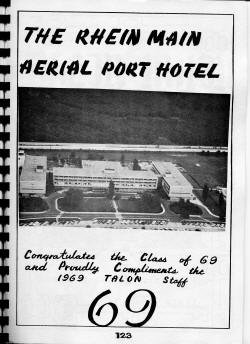 THE RHEIN MAIN
AERIAL PORT HOTEL
Congratulates the Class of 69
and Proudly Compliments the
1969 TALON Staff
69
123